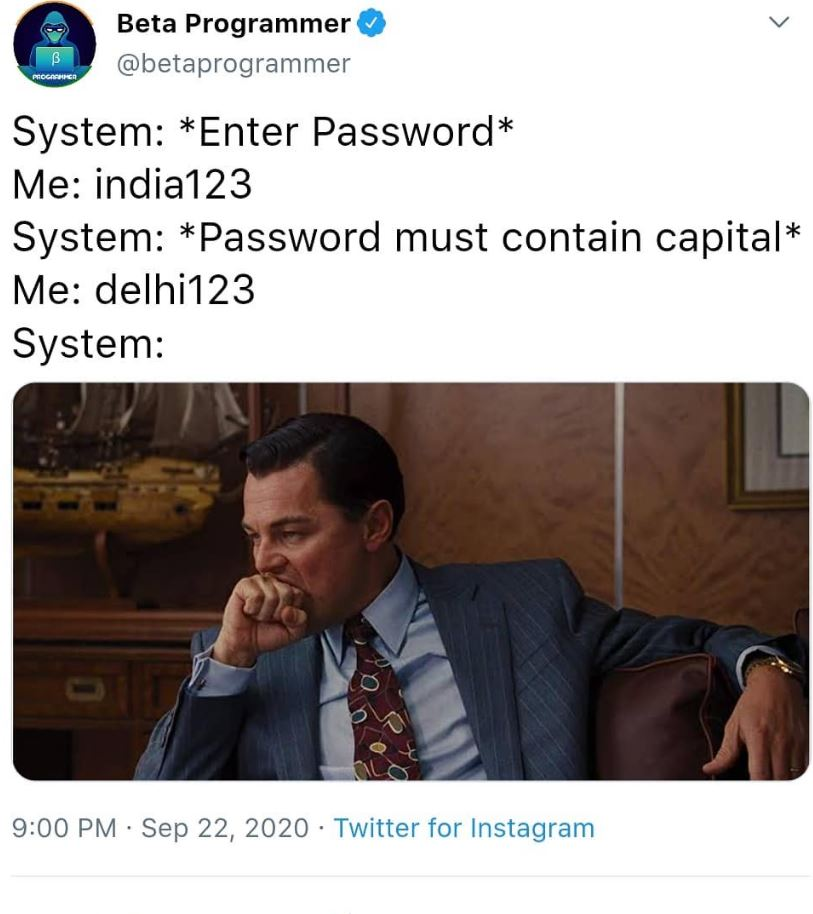 Beta Programmer
@betaprogrammer
β
PROGRAMMER
System: *Enter Password*
Me: india123
System: *Password must contain capital*
Me: delhi123
System:
9:00 PM · Sep 22, 2020 · Twitter for Instagram